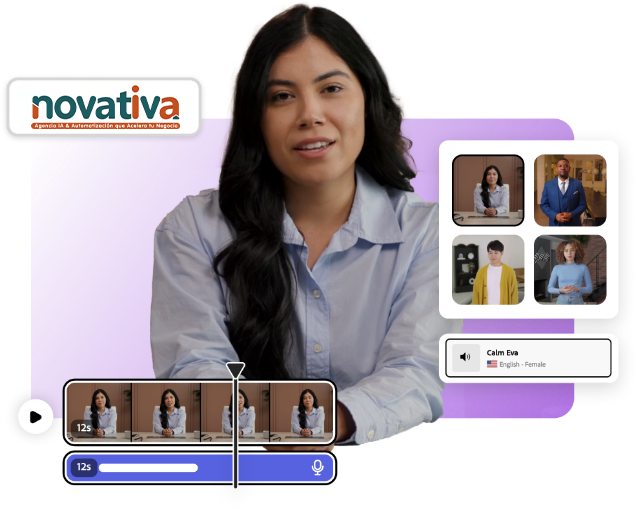 novativa
Agencia IA & Automatización que Acelera tu Negocio
Calm Eva
English - Female
12s
12s